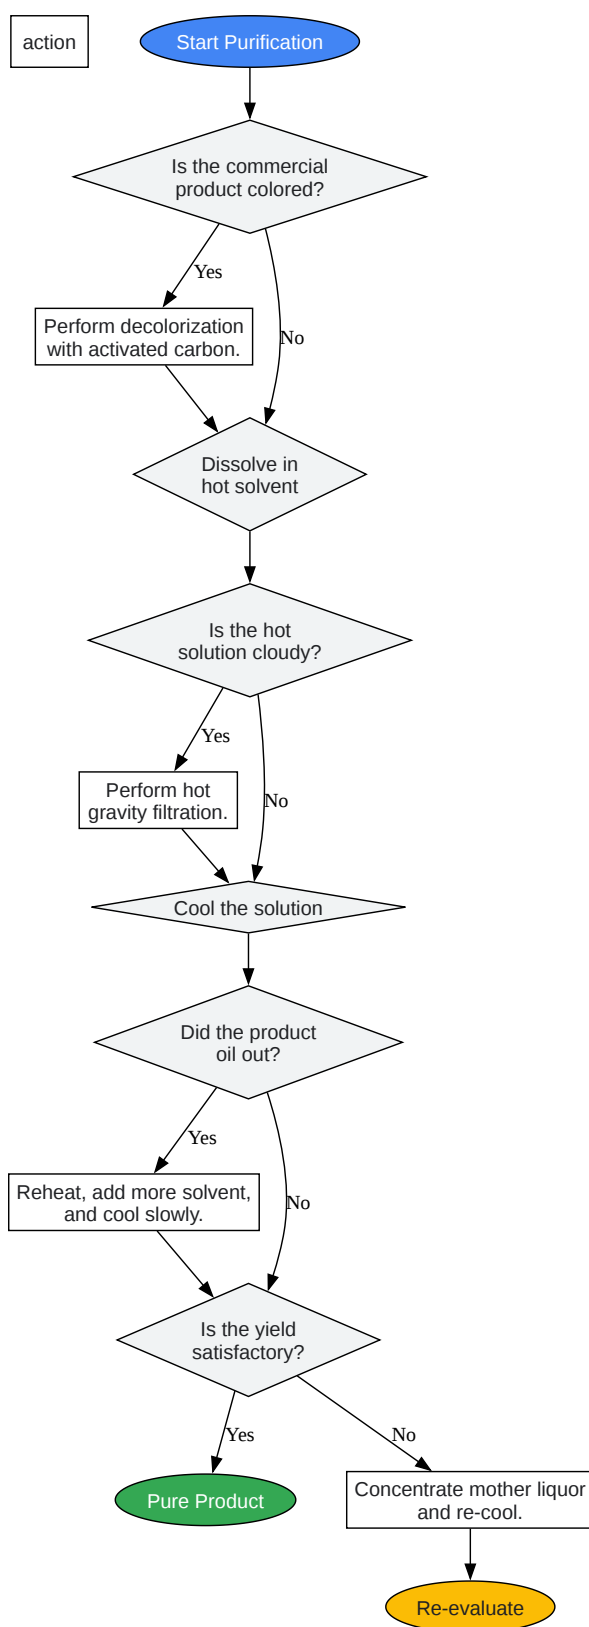 action
Start Purification
Is the commercial
product colored?
Yes
Perform decolorization
with activated carbon.
No
Dissolve in
hot solvent
Is the hot
solution cloudy?
Yes
Perform hot
gravity filtration.
No
Cool the solution
Did the product
oil out?
Yes
Reheat, add more solvent,
and cool slowly.
No
Is the yield
satisfactory?
Yes
No
Pure Product
Concentrate mother liquor
and re-cool.
Re-evaluate